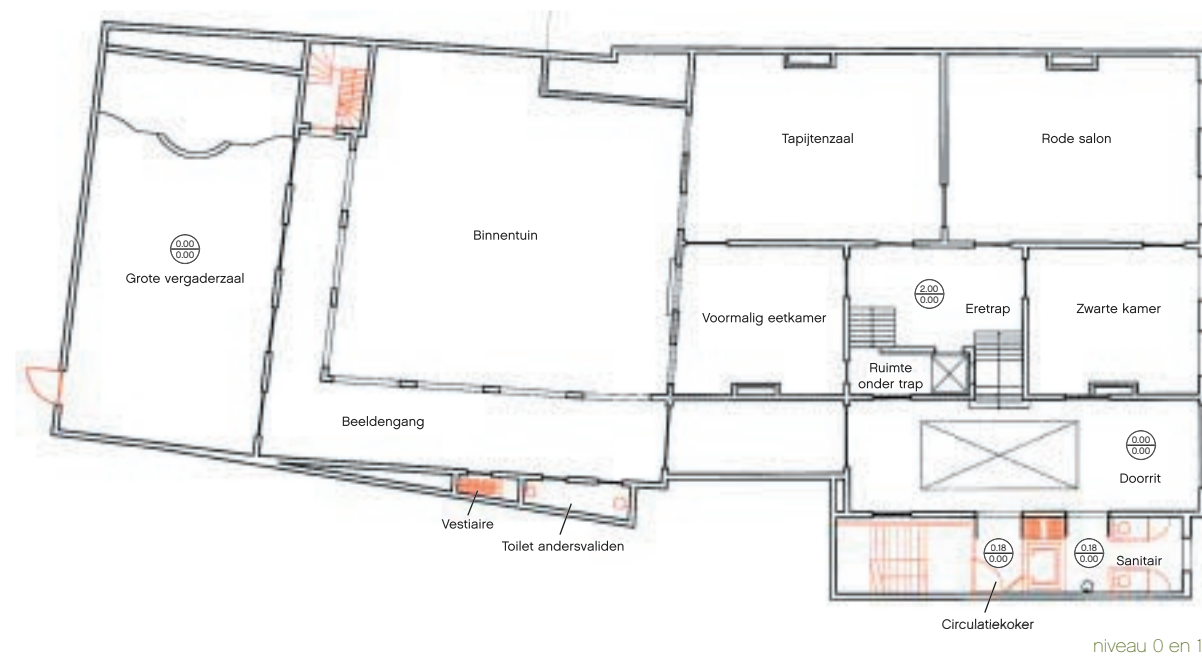 Tapijtenzaal
Rode salon
Binnentuin
0.00
0.00
Grote vergaderzaal
2.00
0.00
Voormalig eetkamer
Eretrap
Zwarte kamer
Ruimte
onder trap
Beeldengang
0.00
0.00
Doorrit
Vestiaire
Toilet andersvaliden
0.18
0.00
0.18
0.00
Sanitair
Circulatiekoker
niveau 0 en 1